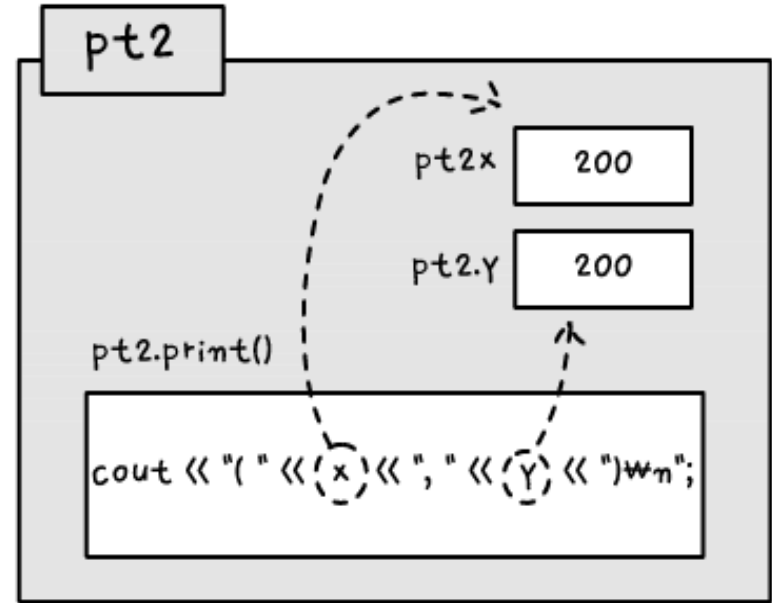 pt2
pt2x 200
pt2.Y 200
pt2.print()
cout << "( " << x << ", " << Y << ")₩n";